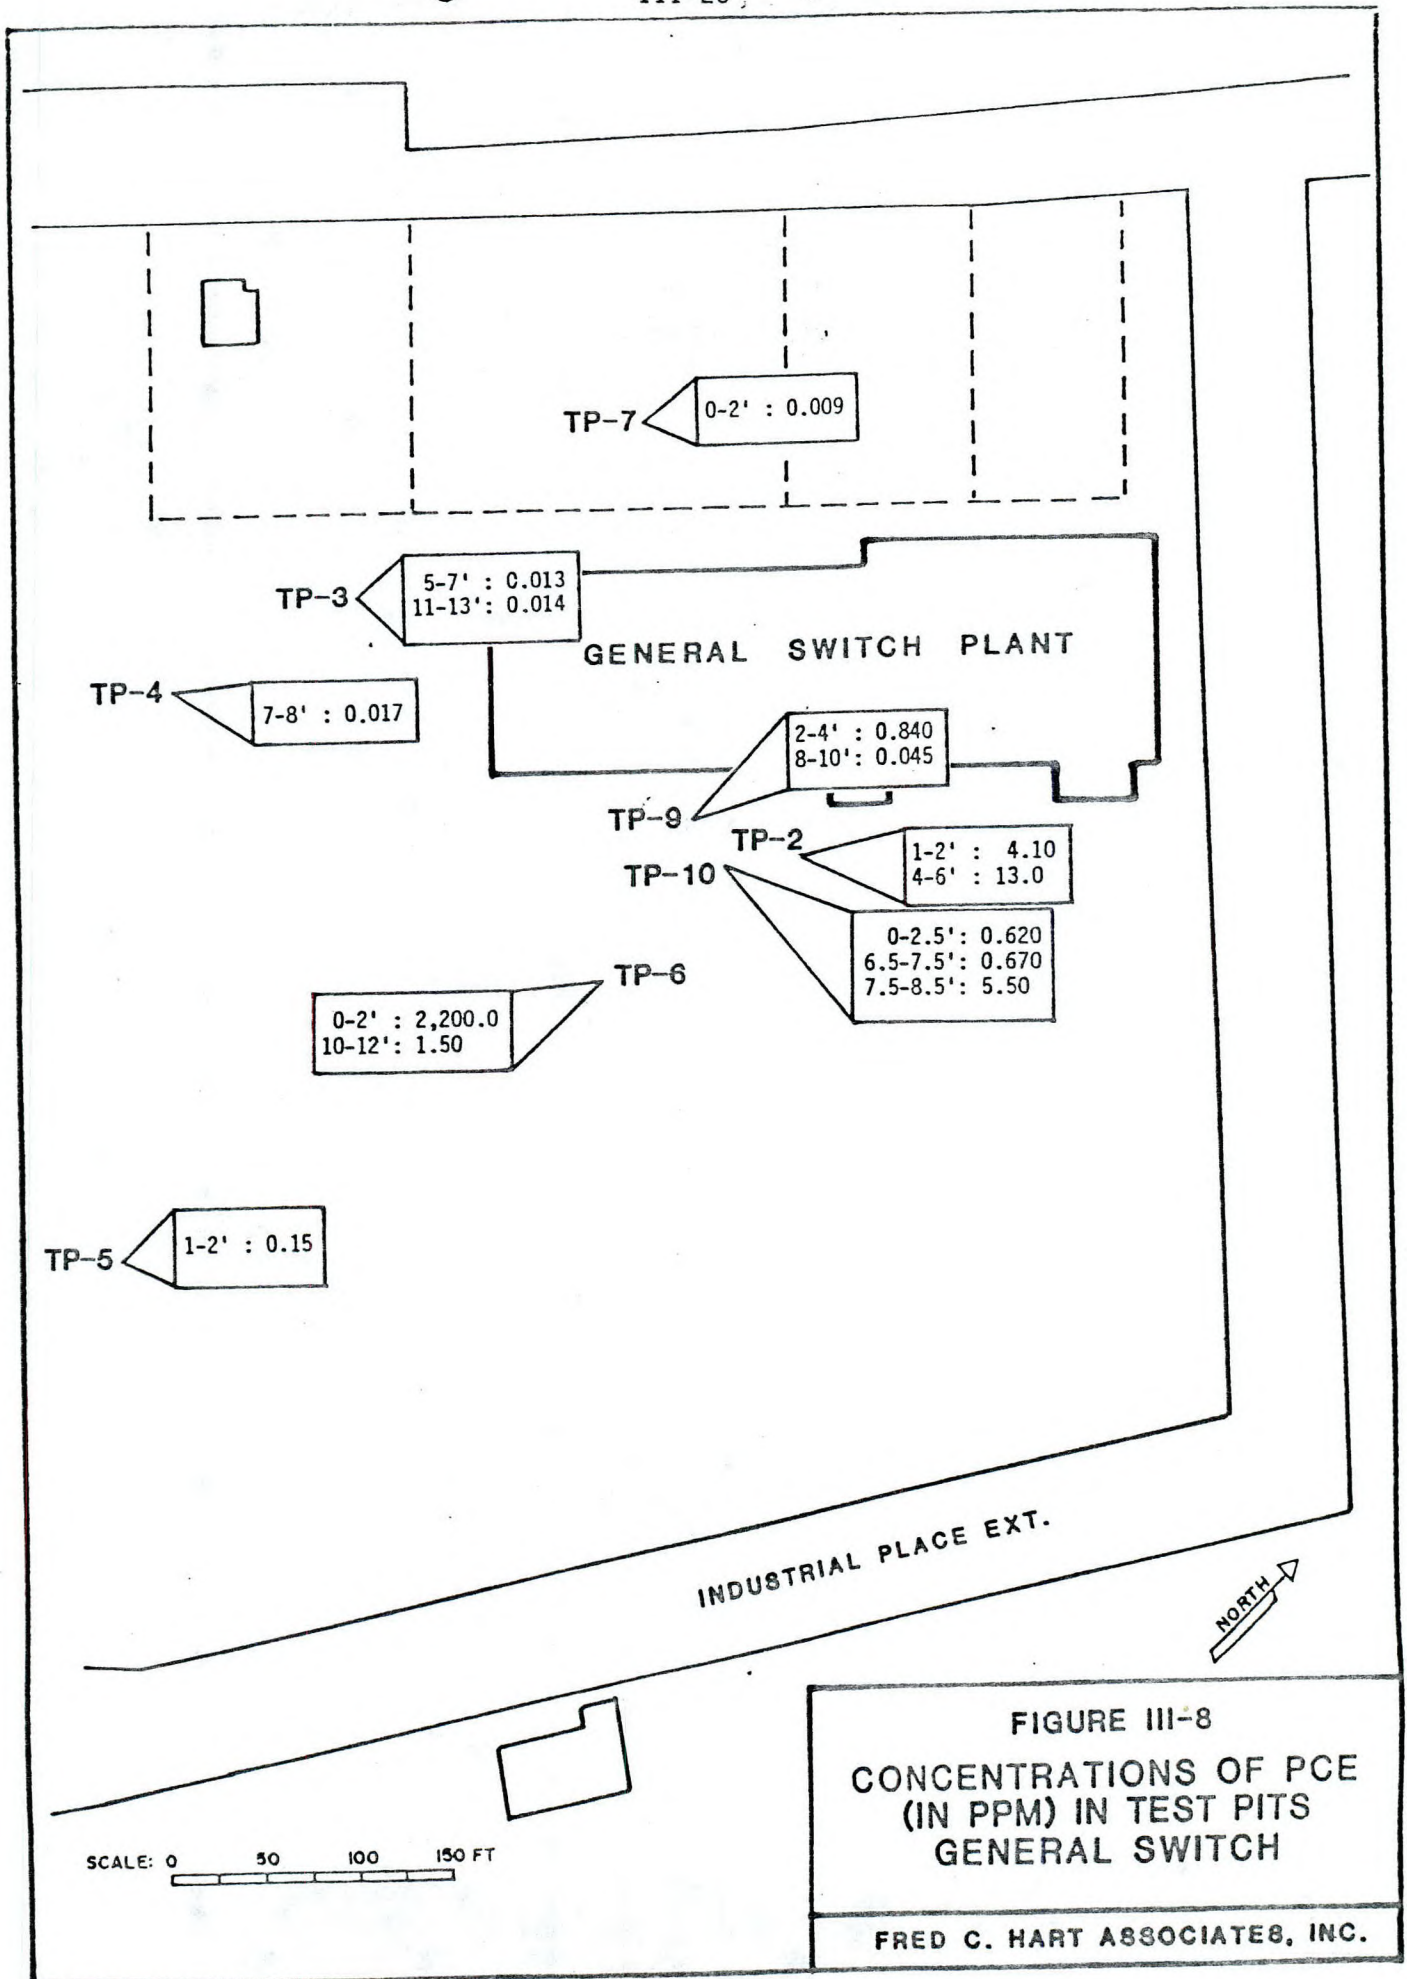 TP-7
0-2' : 0.009
TP-3
5-7' : 0.013
11-13': 0.014
GENERAL SWITCH PLANT
TP-4
7-8' : 0.017
2-4' : 0.840
8-10': 0.045
TP-9
TP-2
1-2' : 4.10
4-6' : 13.0
TP-10
0-2.5': 0.620
6.5-7.5': 0.670
7.5-8.5': 5.50
TP-6
0-2' : 2,200.0
10-12': 1.50
TP-5
1-2' : 0.15
INDUSTRIAL PLACE EXT.
NORTH
FIGURE III-8
CONCENTRATIONS OF PCE
(IN PPM) IN TEST PITS
GENERAL SWITCH
SCALE: 0 50 100 150 FT
FRED C. HART ASSOCIATES, INC.